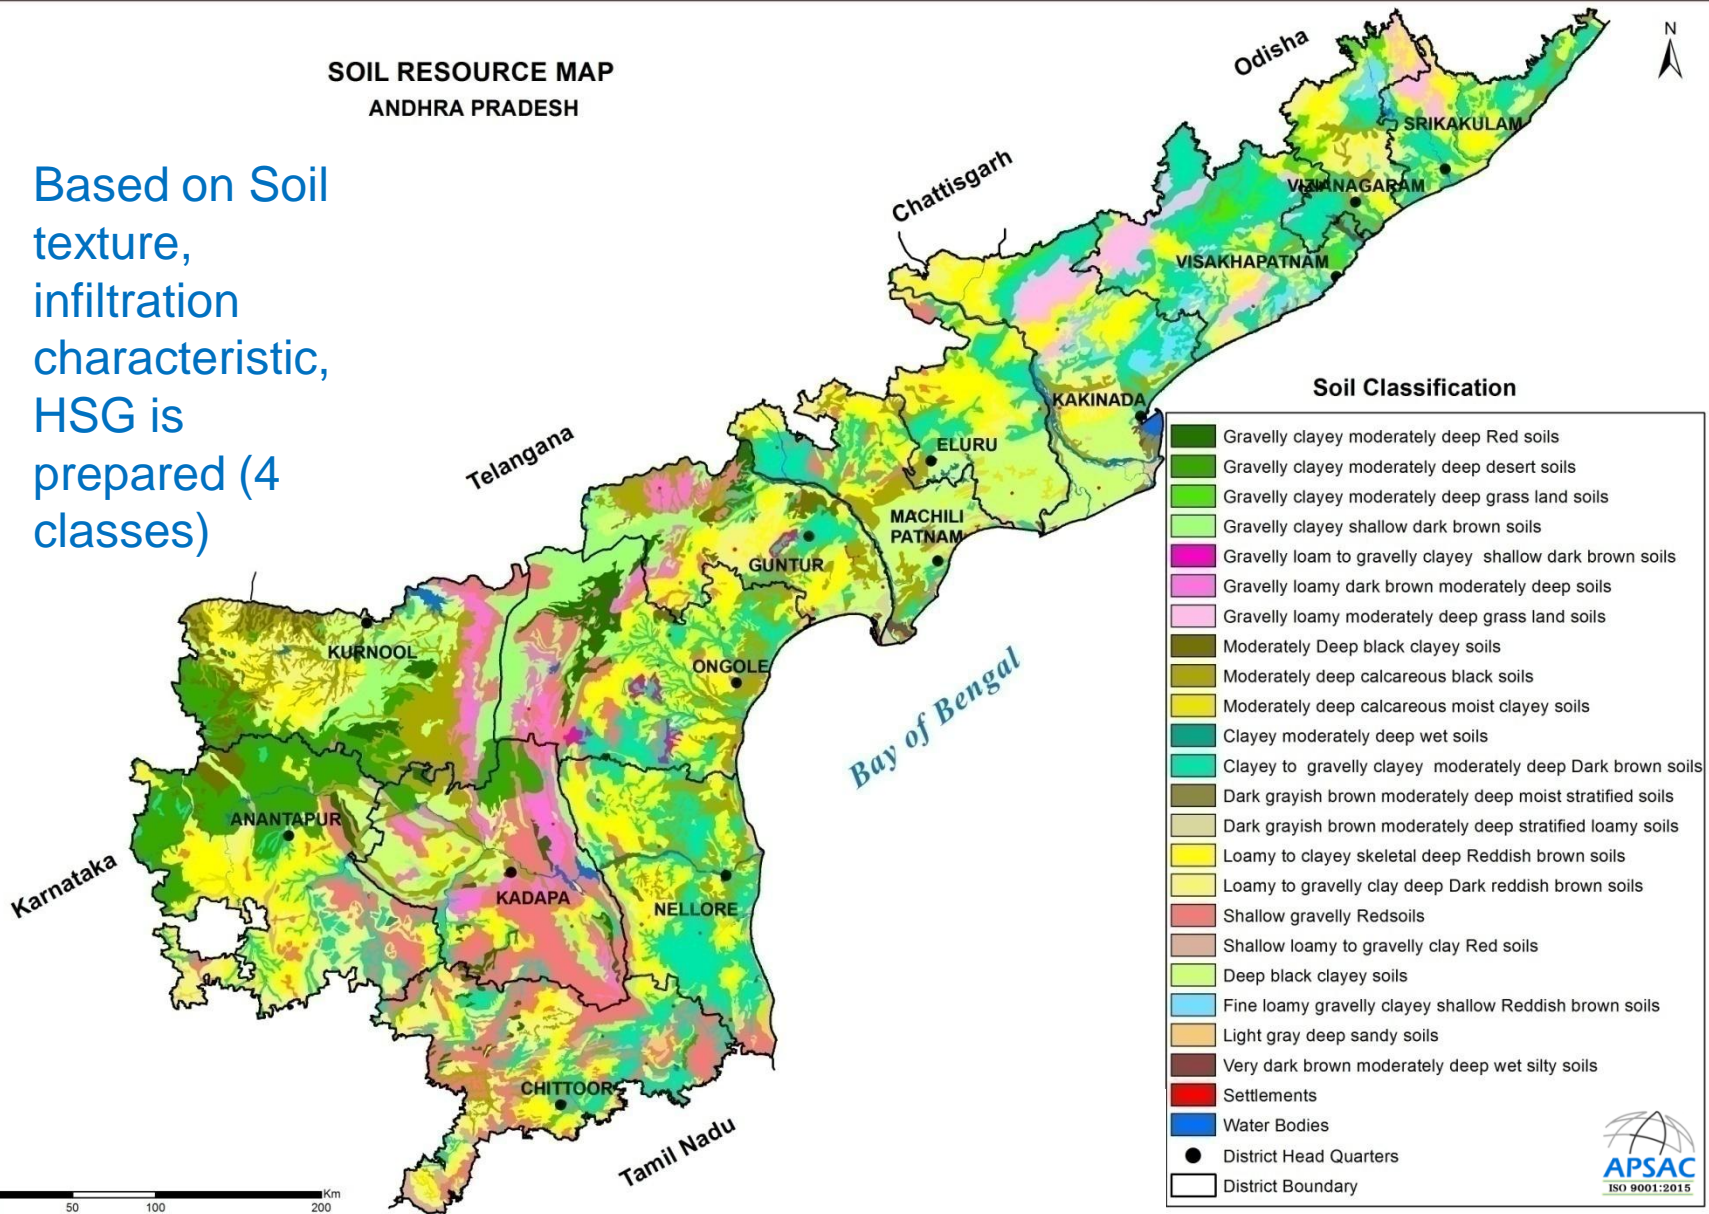 SOIL RESOURCE MAP
ANDHRA PRADESH
Based on Soil
texture,
infiltration
characteristic,
HSG is
prepared (4
classes)
N
Odisha
Chattisgarh
Telangana
Karnataka
Tamil Nadu
Bay of Bengal
SRIKAKULAM
VIZIANAGARAM
VISAKHAPATNAM
KAKINADA
ELURU
MACHILI
PATNAM
GUNTUR
ONGOLE
KURNOOL
ANANTAPUR
KADAPA
NELLORE
CHITTOOR
Soil Classification
Gravelly clayey moderately deep Red soils
Gravelly clayey moderately deep desert soils
Gravelly clayey moderately deep grass land soils
Gravelly clayey shallow dark brown soils
Gravelly loam to gravelly clayey shallow dark brown soils
Gravelly loamy dark brown moderately deep soils
Gravelly loamy moderately deep grass land soils
Moderately Deep black clayey soils
Moderately deep calcareous black soils
Moderately deep calcareous moist clayey soils
Clayey moderately deep wet soils
Clayey to gravelly clayey moderately deep Dark brown soils
Dark grayish brown moderately deep moist stratified soils
Dark grayish brown moderately deep stratified loamy soils
Loamy to clayey skeletal deep Reddish brown soils
Loamy to gravelly clay deep Dark reddish brown soils
Shallow gravelly Redsoils
Shallow loamy to gravelly clay Red soils
Deep black clayey soils
Fine loamy gravelly clayey shallow Reddish brown soils
Light gray deep sandy soils
Very dark brown moderately deep wet silty soils
Settlements
Water Bodies
District Head Quarters
District Boundary
APSAC
ISO 9001:2015
Km
50 100 200